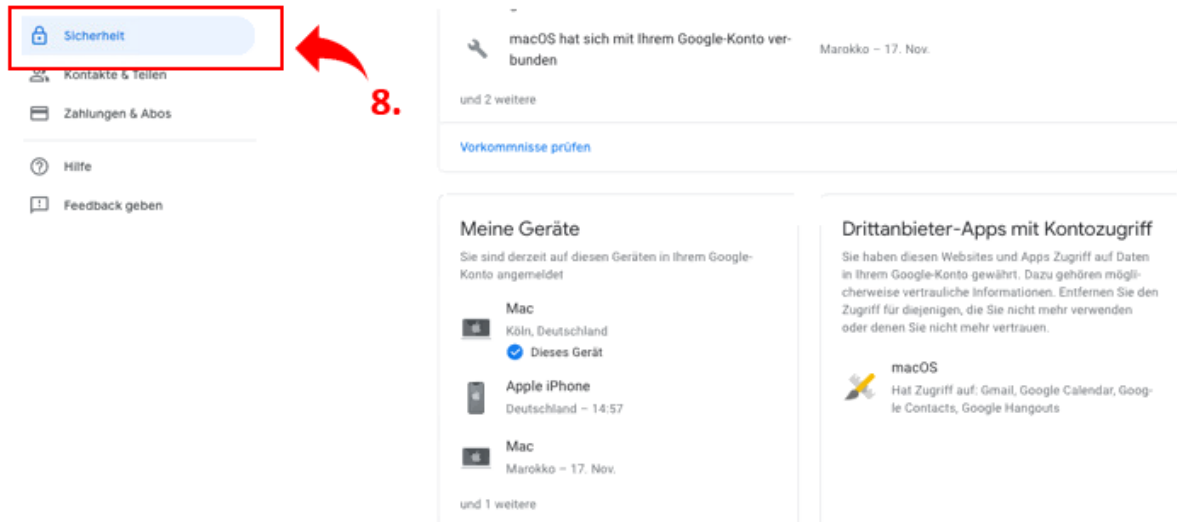 Sicherheit
Kontakte & Teilen
Zahlungen & Abos
Hilfe
Feedback geben
8.
macOS hat sich mit Ihrem Google-Konto ver-
bunden
Marokko – 17. Nov.
und 2 weitere
Vorkommnisse prüfen
Meine Geräte
Sie sind derzeit auf diesen Geräten in Ihrem Google-
Konto angemeldet
Mac
Köln, Deutschland
Dieses Gerät
Apple iPhone
Deutschland – 14:57
Mac
Marokko – 17. Nov.
und 1 weitere
Drittanbieter-Apps mit Kontozugriff
Sie haben diesen Websites und Apps Zugriff auf Daten
in Ihrem Google-Konto gewährt. Dazu gehören mögli-
cherweise vertrauliche Informationen. Entfernen Sie den
Zugriff für diejenigen, die Sie nicht mehr verwenden
oder denen Sie nicht mehr vertrauen.
macOS
Hat Zugriff auf: Gmail, Google Calendar, Goog-
le Contacts, Google Hangouts